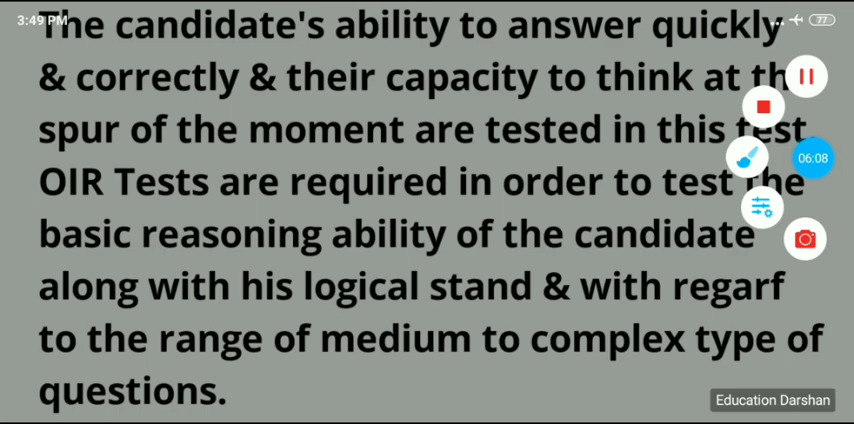 3:49 PM
77
The candidate's ability to answer quickly
& correctly & their capacity to think at th
spur of the moment are tested in this test.
06:08
OIR Tests are required in order to test the
basic reasoning ability of the candidate
along with his logical stand & with regarf
to the range of medium to complex type of
questions.
Education Darshan